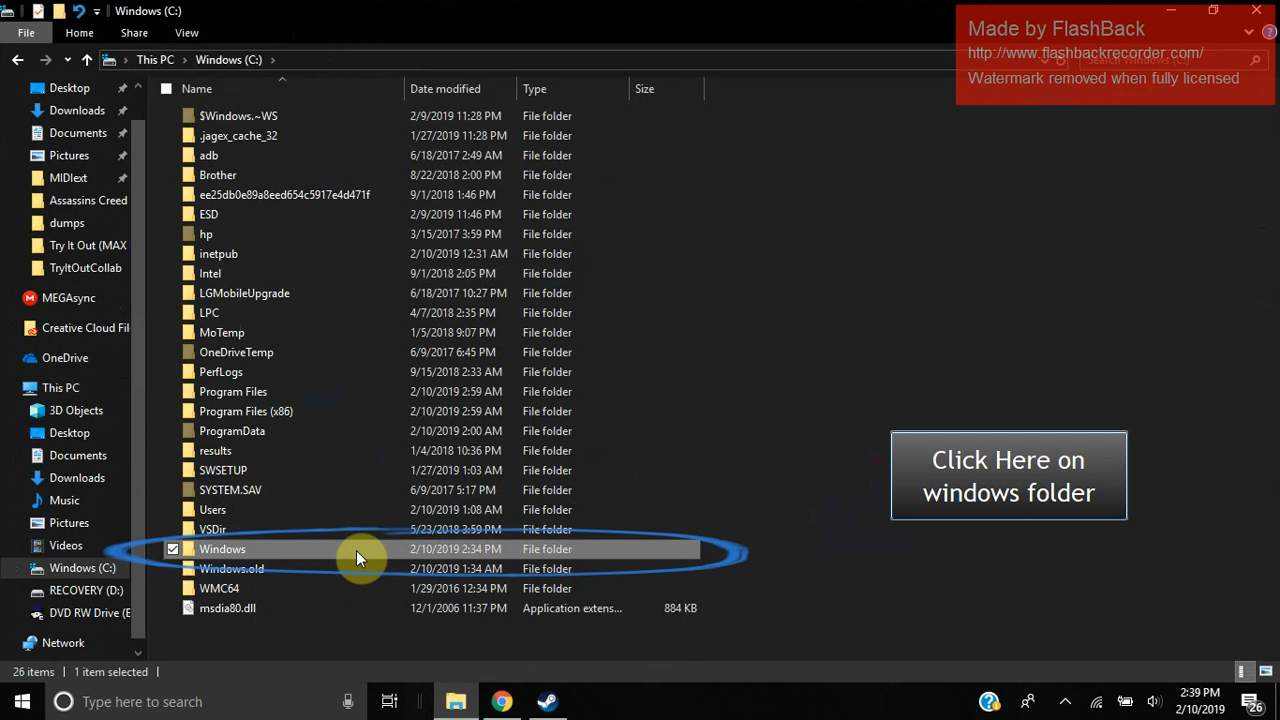 Windows (C:)
File Home Share View
This PC > Windows (C:) >
Made by FlashBack
http://www.flashbackrecorder.com/
Watermark removed when fully licensed
Search Windows (C:)
Desktop
Downloads
Documents
Pictures
MIDIext
Assassins Creed
dumps
Try It Out (MAX
TryItOutCollab
MEGAsync
Creative Cloud Fil
OneDrive
This PC
3D Objects
Desktop
Documents
Downloads
Music
Pictures
Videos
Windows (C:)
RECOVERY (D:)
DVD RW Drive (E
Network
Name Date modified Type Size
$Windows.~WS 2/9/2019 11:28 PM File folder
.jagex_cache_32 1/27/2019 11:28 PM File folder
adb 6/18/2017 2:49 AM File folder
Brother 8/22/2018 2:00 PM File folder
ee25db0e89a8eed654c5917e4d471f 9/1/2018 1:46 PM File folder
ESD 2/9/2019 11:46 PM File folder
hp 3/15/2017 3:59 PM File folder
inetpub 2/10/2019 12:31 AM File folder
Intel 9/1/2018 2:05 PM File folder
LGMobileUpgrade 6/18/2017 10:27 PM File folder
LPC 4/7/2018 2:35 PM File folder
MoTemp 1/5/2018 9:07 PM File folder
OneDriveTemp 6/9/2017 6:45 PM File folder
PerfLogs 9/15/2018 2:33 AM File folder
Program Files 2/10/2019 2:59 AM File folder
Program Files (x86) 2/10/2019 2:59 AM File folder
ProgramData 2/10/2019 2:00 AM File folder
results 1/4/2018 10:36 PM File folder
SWSETUP 1/27/2019 1:03 AM File folder
SYSTEM.SAV 6/9/2017 5:17 PM File folder
Users 2/10/2019 1:08 AM File folder
VSDir 5/23/2018 3:59 PM File folder
Windows 2/10/2019 2:34 PM File folder
Windows.old 2/10/2019 1:34 AM File folder
WMC64 1/29/2016 12:34 PM File folder
msdia80.dll 12/1/2006 11:37 PM Application extens... 884 KB
Click Here on
windows folder
26 items 1 item selected
Type here to search
2:39 PM
2/10/2019
26